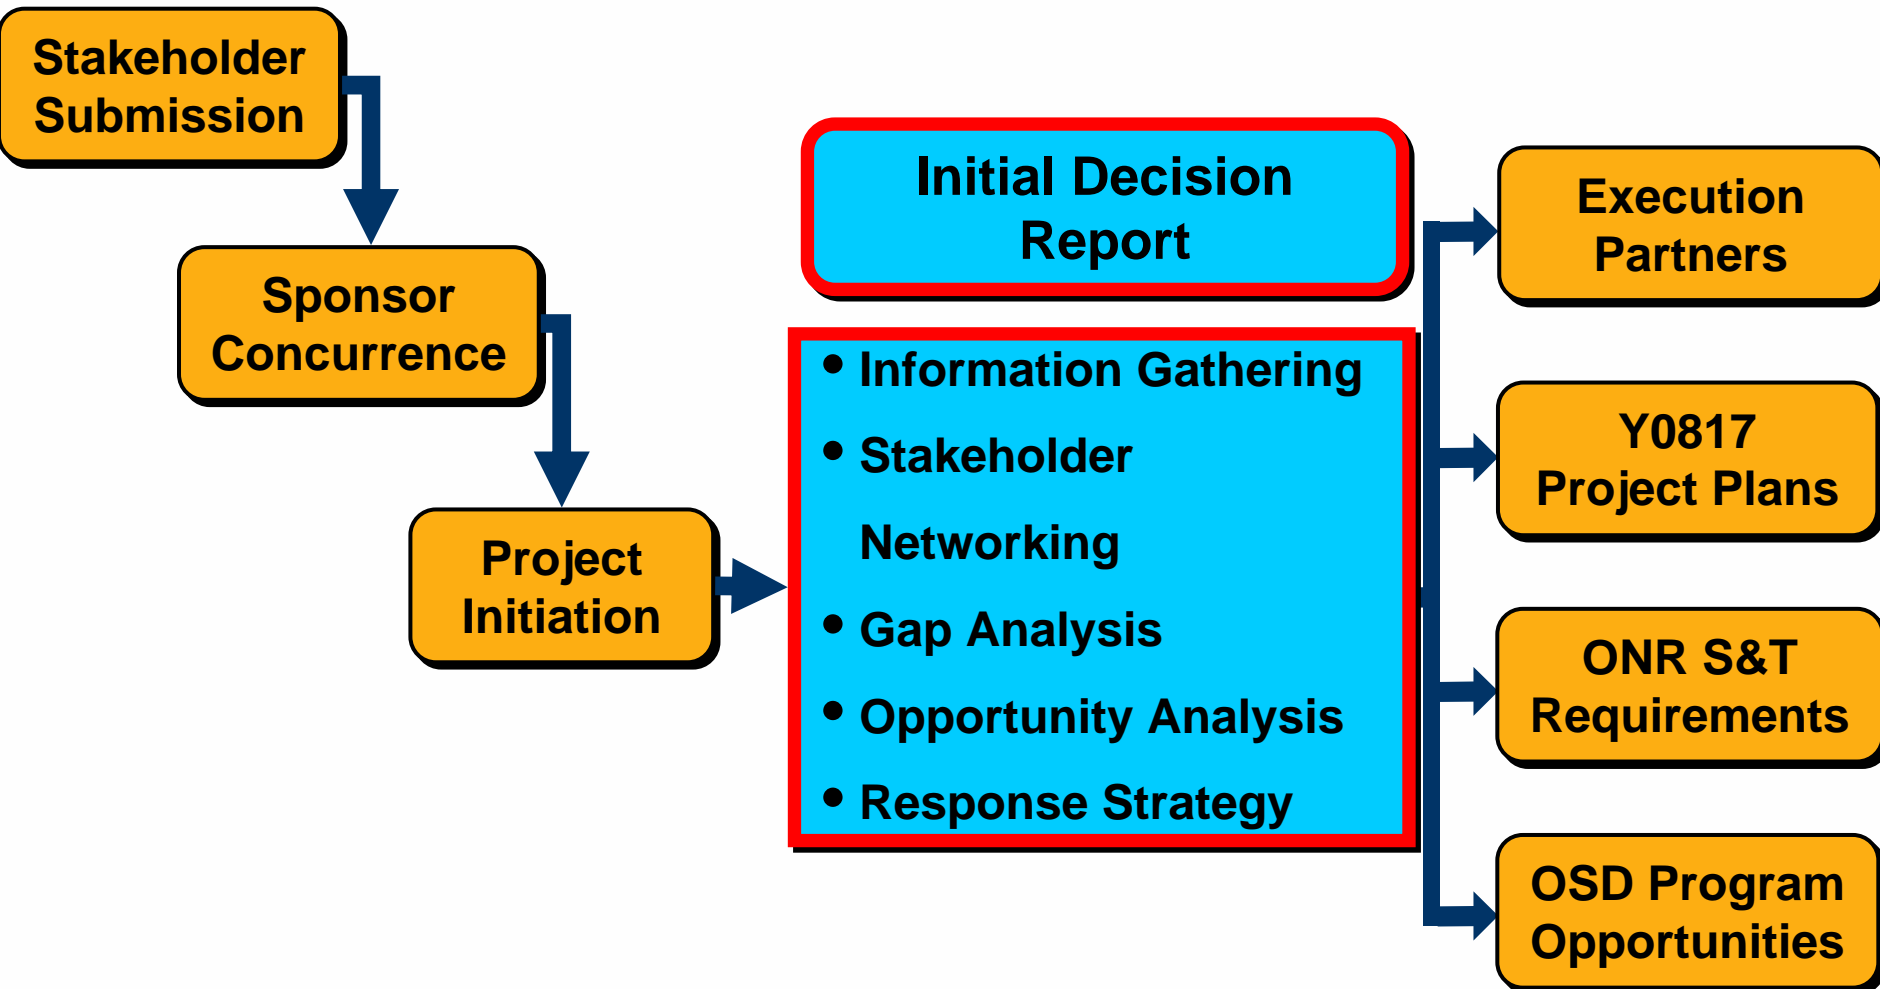 Stakeholder
Submission
Sponsor
Concurrence
Project
Initiation
Initial Decision
Report
• Information Gathering
• Stakeholder
Networking
• Gap Analysis
• Opportunity Analysis
• Response Strategy
Execution
Partners
Y0817
Project Plans
ONR S&T
Requirements
OSD Program
Opportunities